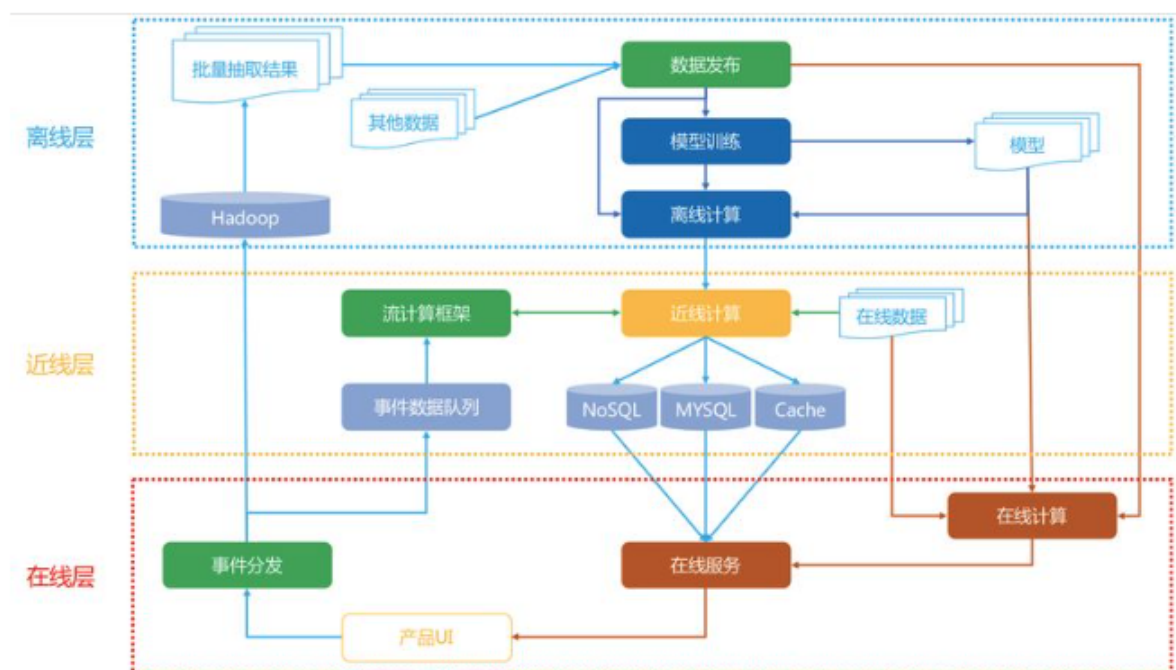 离线层
批量抽取结果
其他数据
数据发布
模型训练
模型
离线计算
Hadoop
近线层
流计算框架
近线计算
在线数据
事件数据队列
NoSQL
MYSQL
Cache
在线层
在线计算
事件分发
在线服务
产品UI